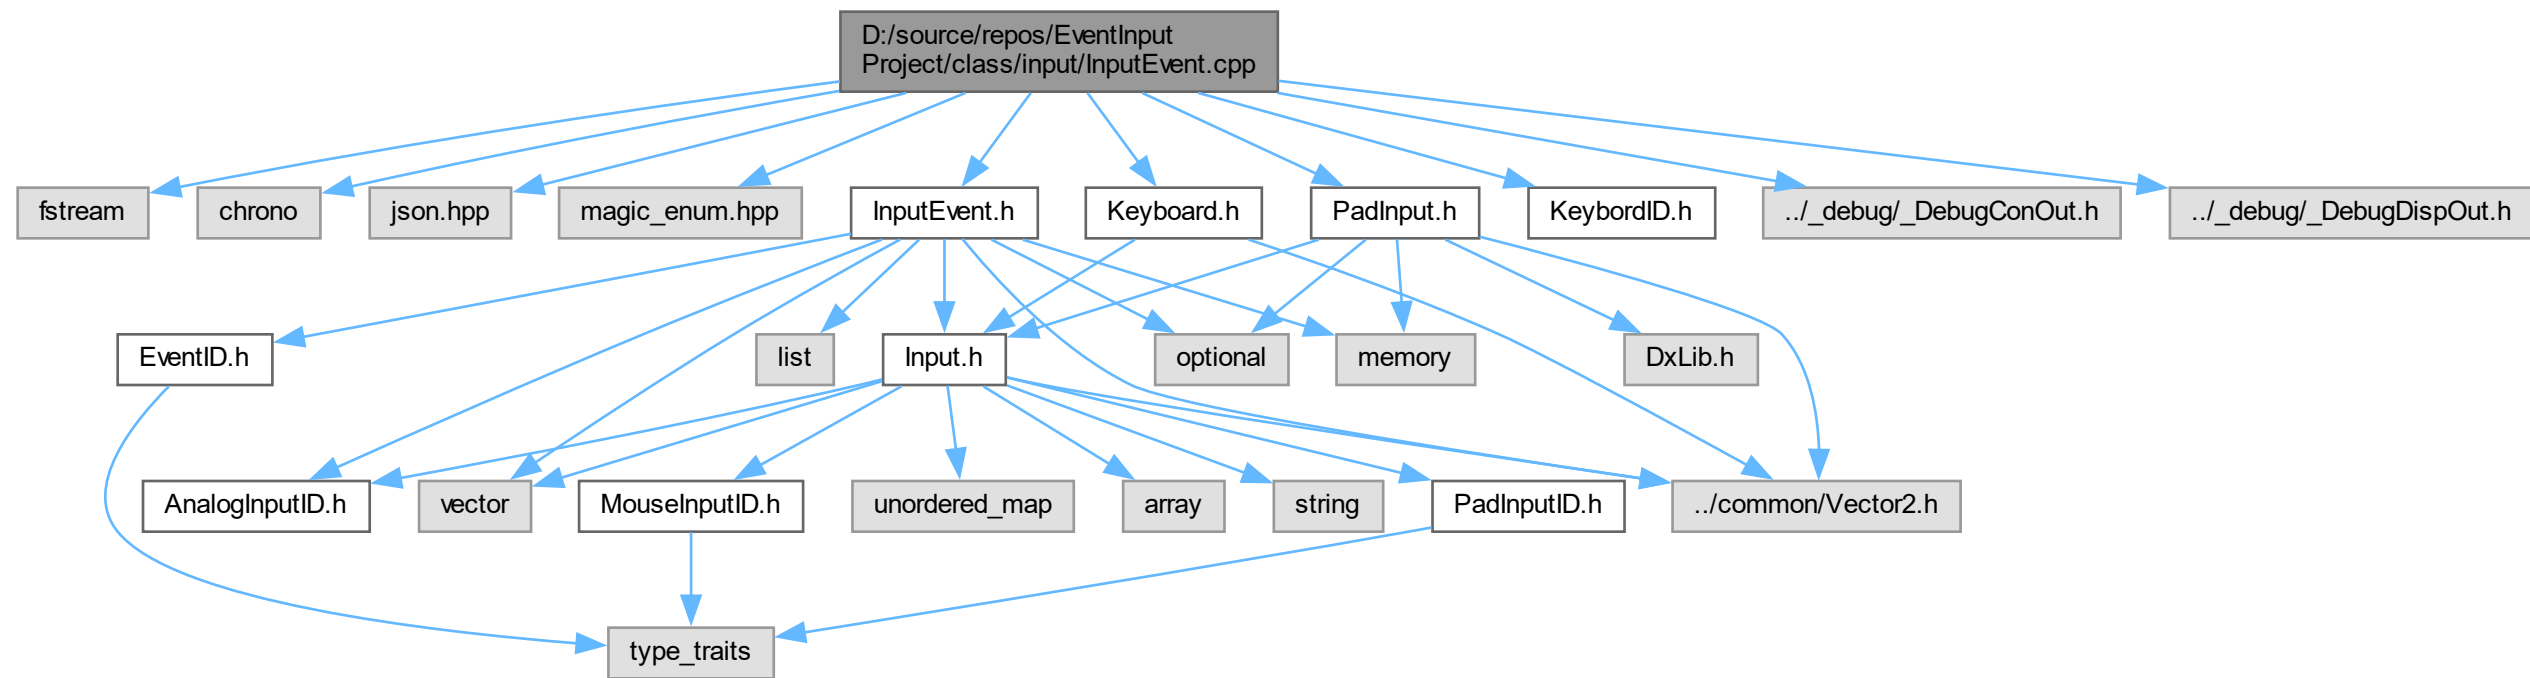 D:/source/repos/EventInput
Project/class/input/InputEvent.cpp
fstream
chrono
json.hpp
magic_enum.hpp
InputEvent.h
Keyboard.h
PadInput.h
KeybordID.h
../_debug/_DebugConOut.h
../_debug/_DebugDispOut.h
EventID.h
list
Input.h
optional
memory
DxLib.h
AnalogInputID.h
vector
MouseInputID.h
unordered_map
array
string
PadInputID.h
../common/Vector2.h
type_traits